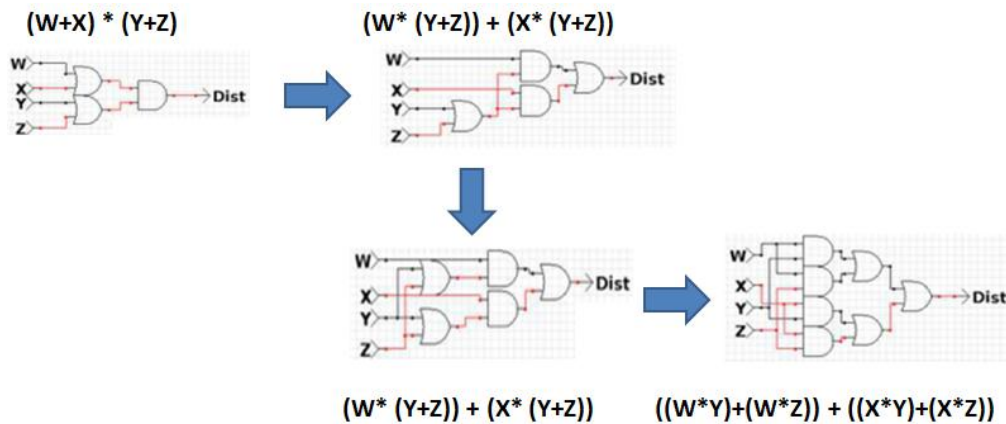 (W+X) * (Y+Z)
W
X
Y
Z
Dist
(W* (Y+Z)) + (X* (Y+Z))
W
X
Y
Z
Dist
W
X
Y
Z
Dist
(W* (Y+Z)) + (X* (Y+Z))
W
X
Y
Z
Dist
((W*Y)+(W*Z)) + ((X*Y)+(X*Z))